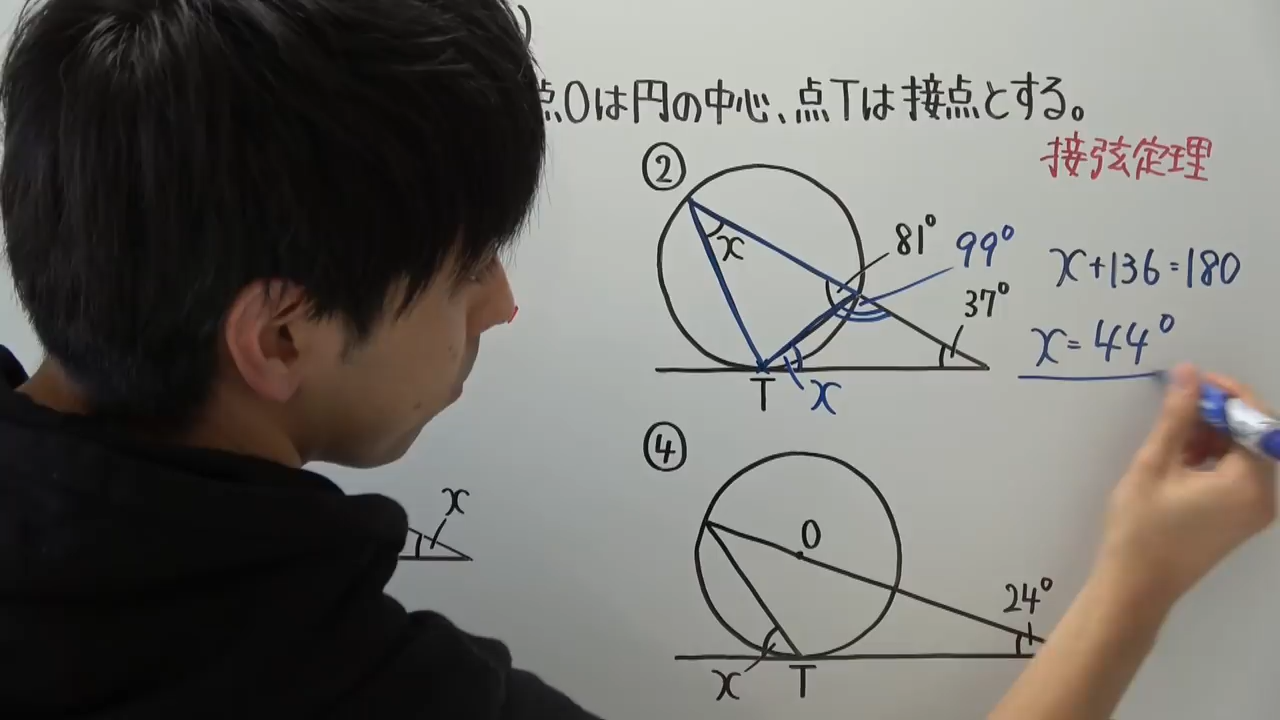 点Oは円の中心、点Tは接点とする。
接弦定理
②
x
81°
99°
37°
T
x
x+136=180
x=44°
x
④
O
24°
x
T